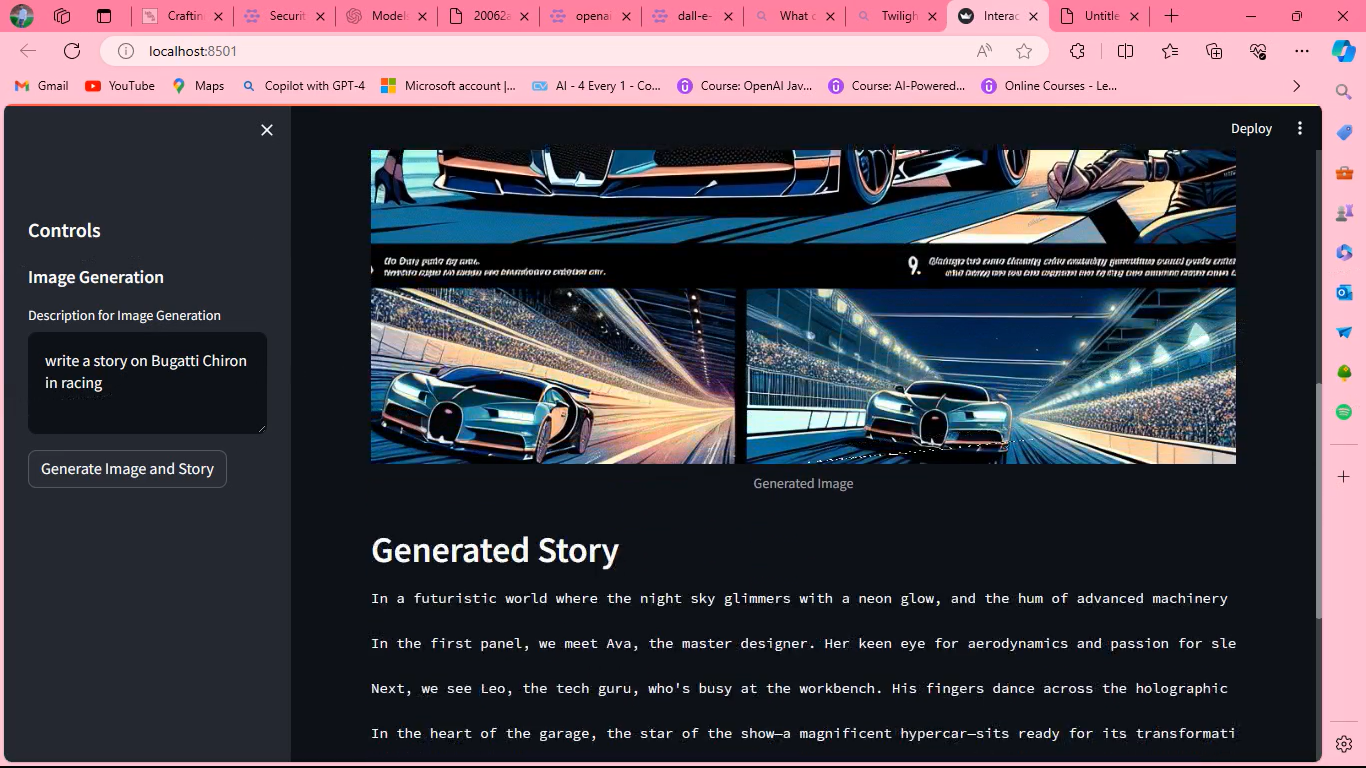 Craftin
Securit
Models
20062a
openai
dall-e-
What c
Twiligh
Interac
Untitle
localhost:8501
Gmail
YouTube
Maps
Copilot with GPT-4
Microsoft account |...
AI - 4 Every 1 - Co...
Course: OpenAI Jav...
Course: AI-Powered...
Online Courses - Le...
Deploy
Controls
Image Generation
Description for Image Generation
write a story on Bugatti Chiron
in racing
Generate Image and Story
9.
Generated Image
Generated Story
In a futuristic world where the night sky glimmers with a neon glow, and the hum of advanced machinery
In the first panel, we meet Ava, the master designer. Her keen eye for aerodynamics and passion for sle
Next, we see Leo, the tech guru, who's busy at the workbench. His fingers dance across the holographic
In the heart of the garage, the star of the show—a magnificent hypercar—sits ready for its transformati